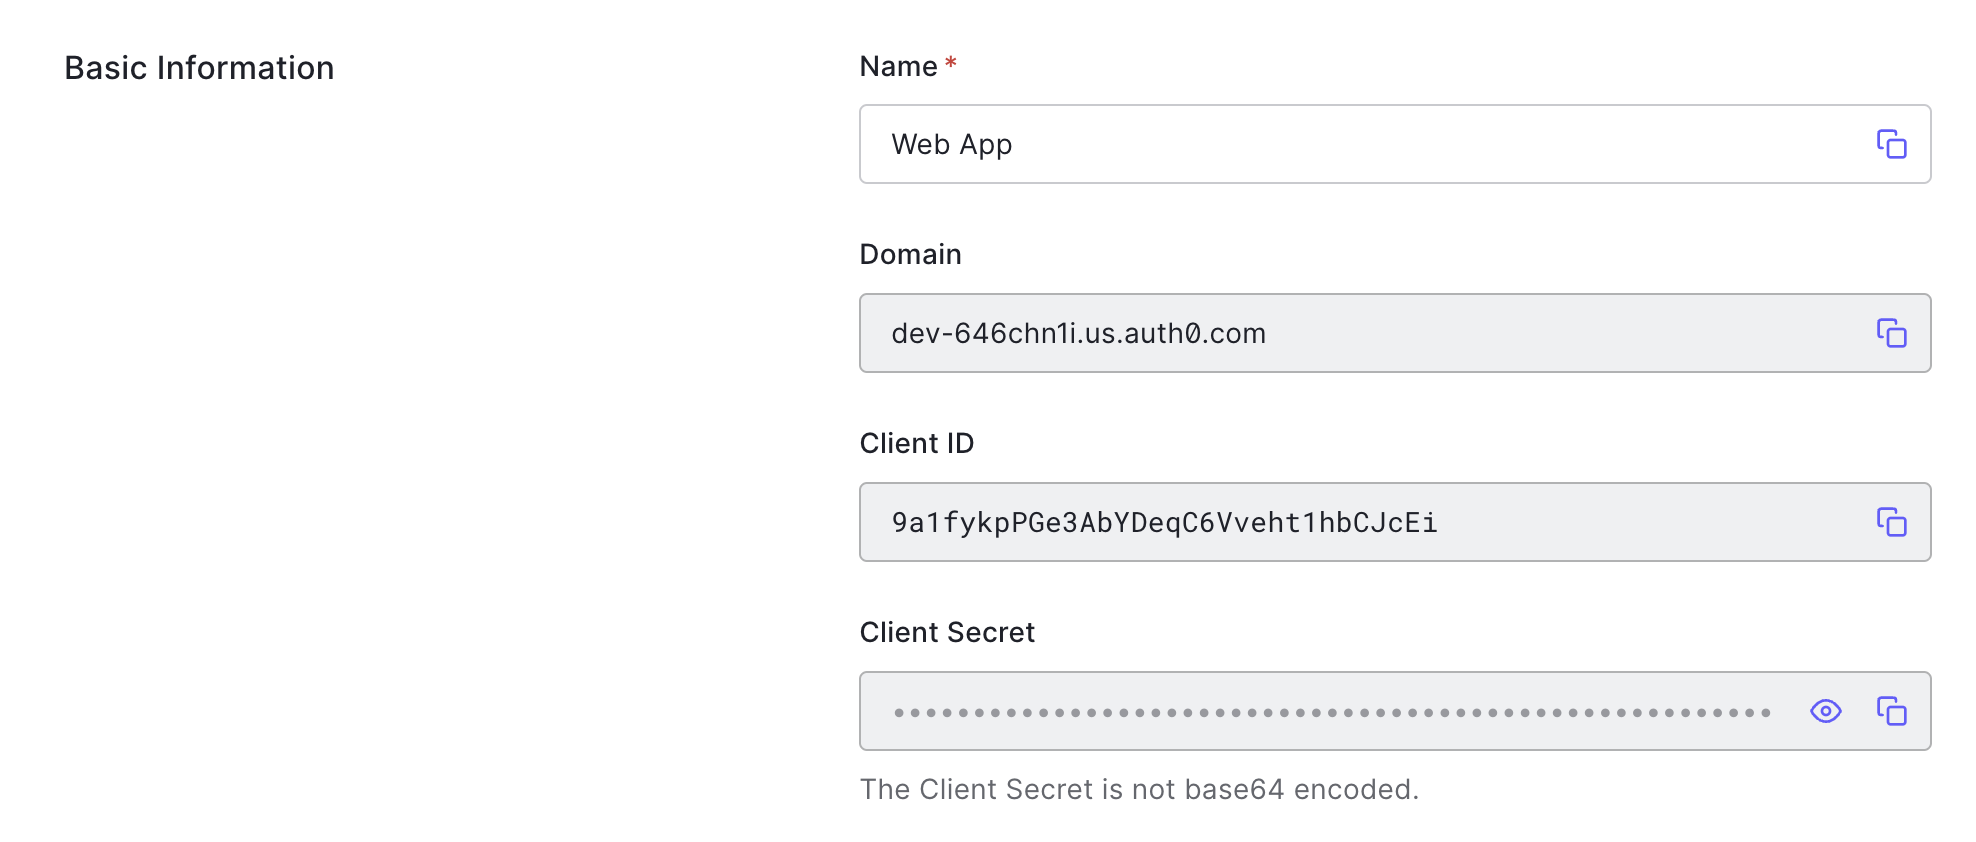 Basic Information
Name *
Web App
Domain
dev-646chn1i.us.auth0.com
Client ID
9a1fykpPGe3AbYDeqC6Vveht1hbCJcEi
Client Secret
•••••••••••••••••••••••••••••••••••••••••••••••••••••••
The Client Secret is not base64 encoded.